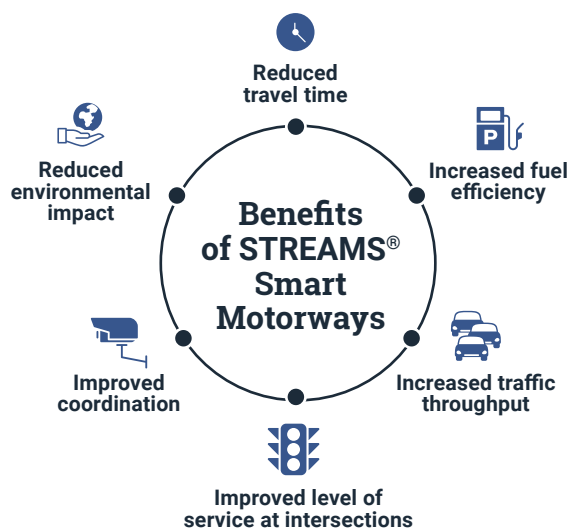 Reduced
travel time
Increased fuel
efficiency
P
Increased traffic
throughput
Improved level of
service at intersections
Improved
coordination
Reduced
environmental
impact
Benefits
of STREAMS®
Smart
Motorways